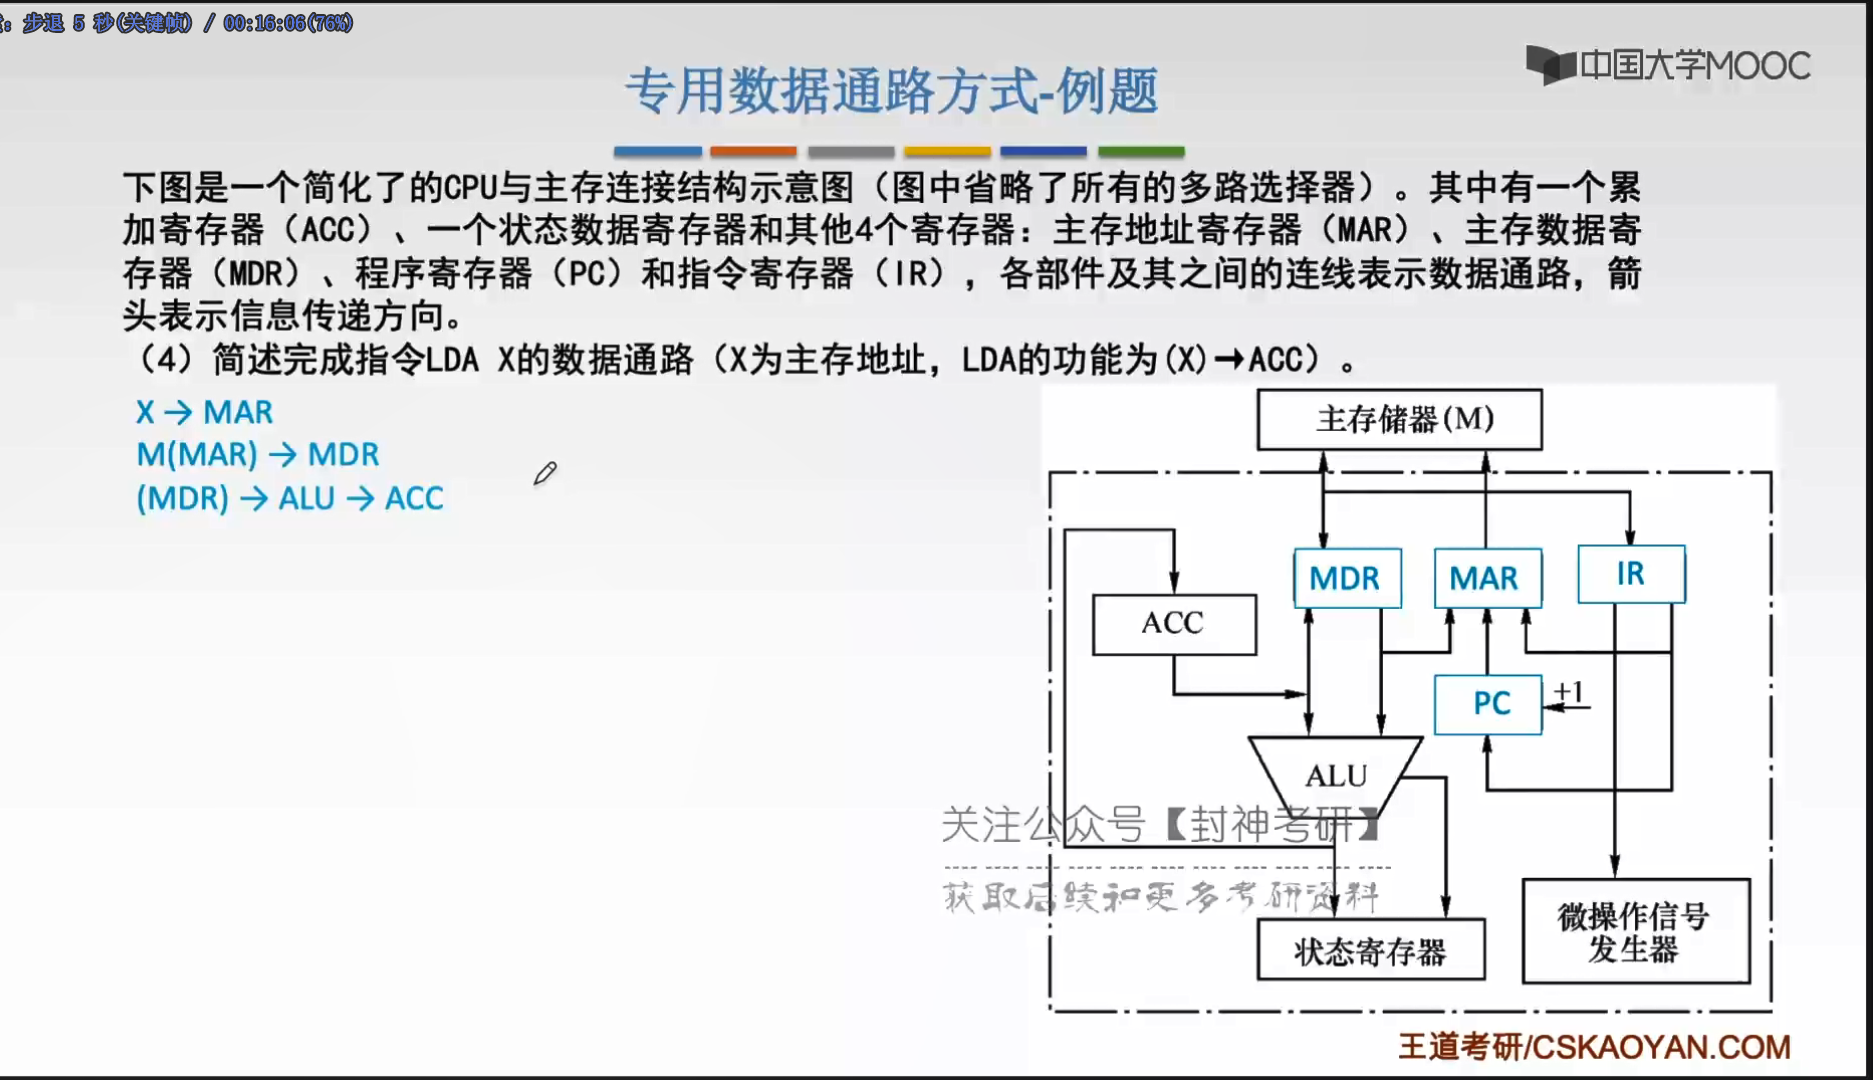 步退 5 秒(关键帧) / 00:16:06(76%)
中国大学MOOC
专用数据通路方式-例题
下图是一个简化了的CPU与主存连接结构示意图（图中省略了所有的多路选择器）。其中有一个累
加寄存器（ACC）、一个状态数据寄存器和其他4个寄存器：主存地址寄存器（MAR）、主存数据寄
存器（MDR）、程序寄存器（PC）和指令寄存器（IR），各部件及其之间的连线表示数据通路，箭
头表示信息传递方向。
（4）简述完成指令LDA X的数据通路（X为主存地址，LDA的功能为(X)→ACC）。
X → MAR
M(MAR) → MDR
(MDR) → ALU → ACC
主存储器(M)
MDR
MAR
IR
ACC
PC
+1
ALU
关注公众号【封神考研】
获取后续和更多考研资料
状态寄存器
微操作信号
发生器
王道考研/CSKAOYAN.COM